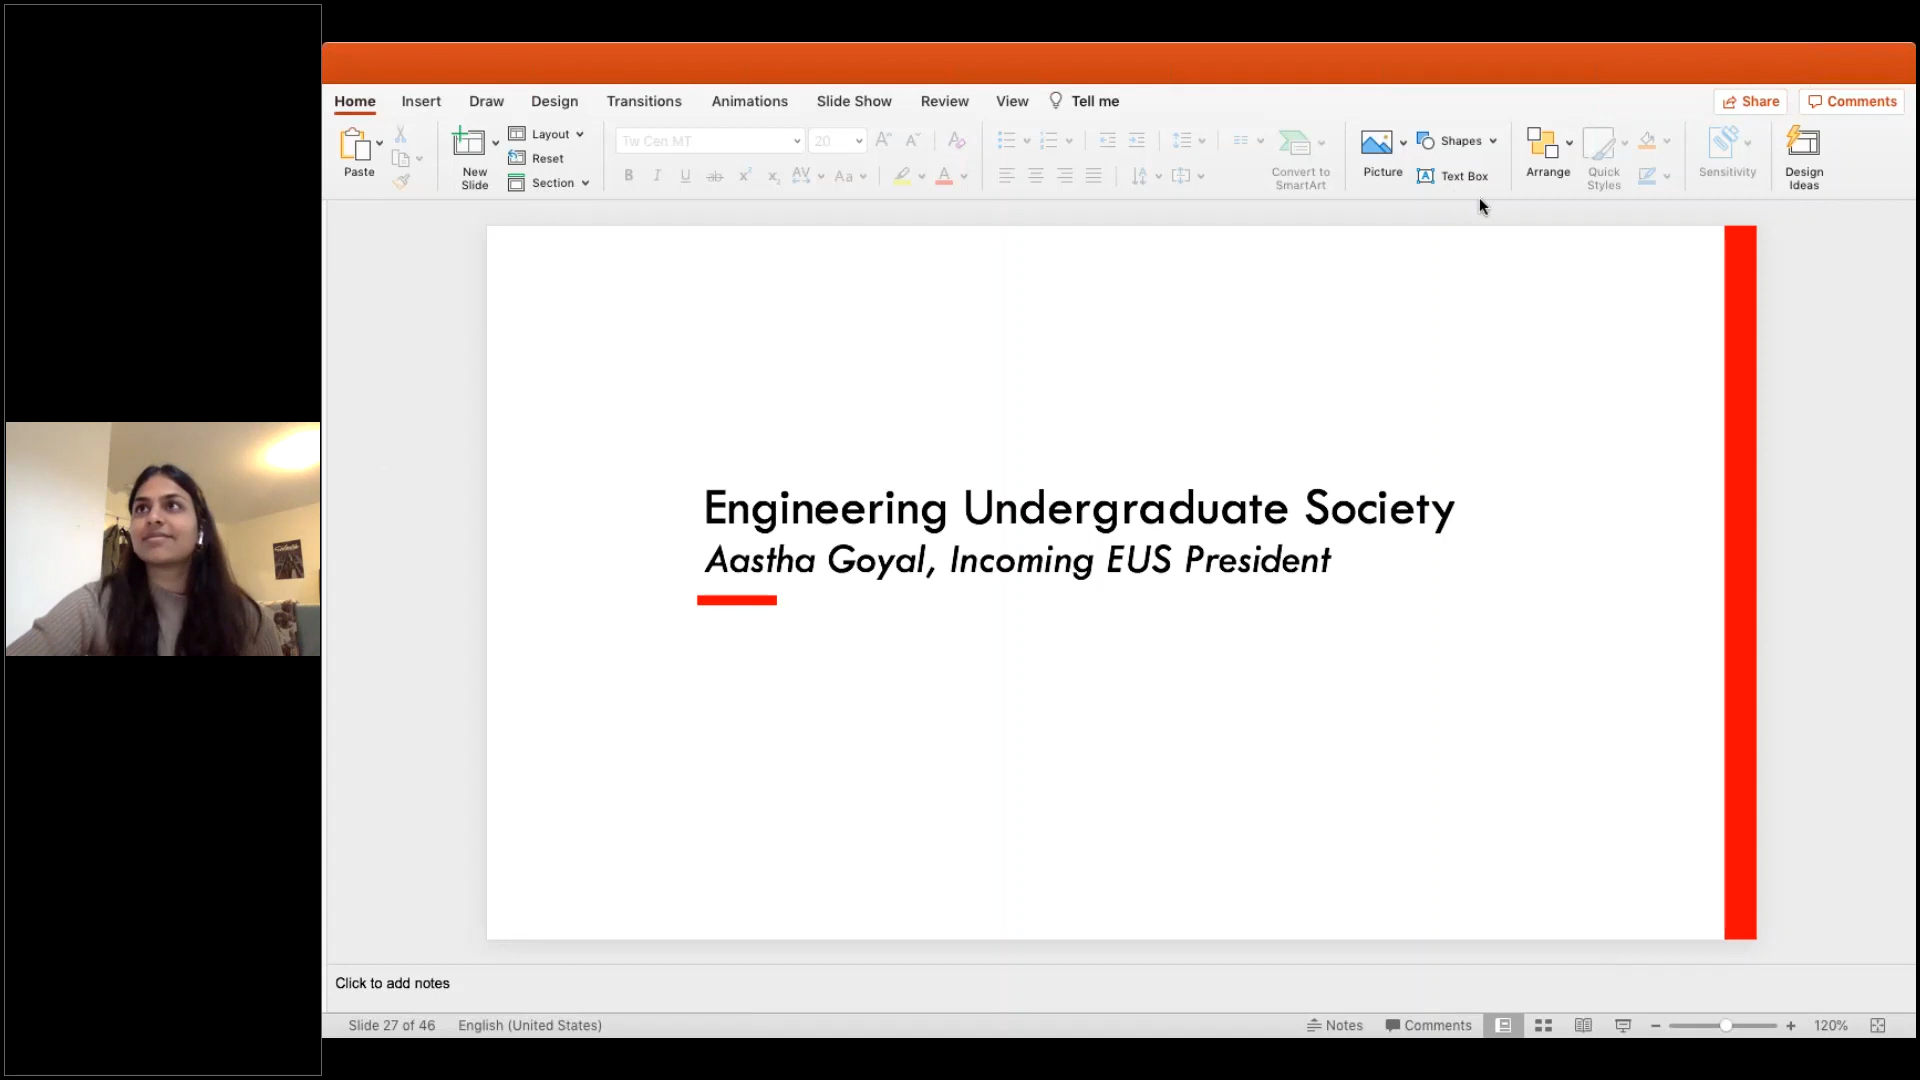 Home Insert Draw Design Transitions Animations Slide Show Review View Tell me Share Comments
Paste
New Slide
Layout
Reset
Section
Tw Cen MT 20
Convert to SmartArt
Picture
Shapes
Text Box
Arrange
Quick Styles
Sensitivity
Design Ideas
Engineering Undergraduate Society
Aastha Goyal, Incoming EUS President
Click to add notes
Slide 27 of 46 English (United States) Notes Comments 120%